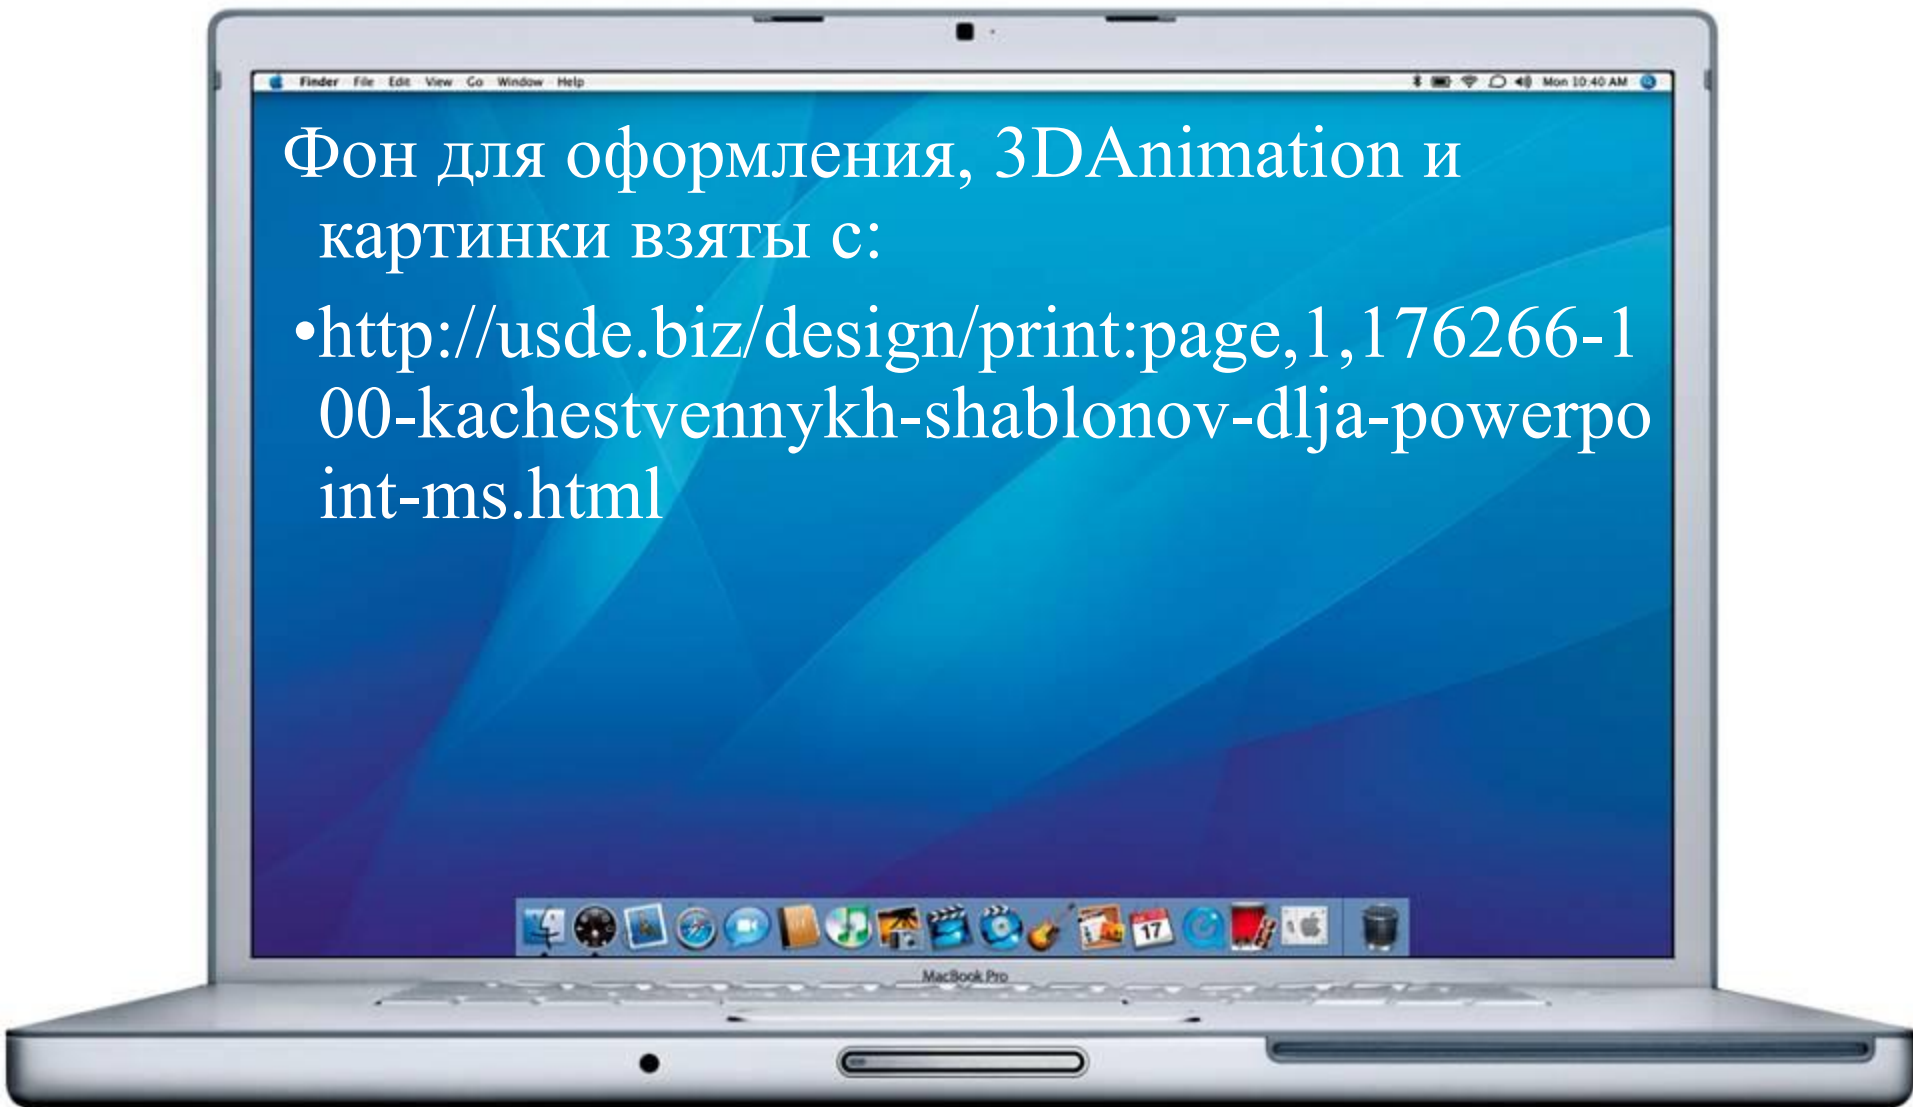 Finder File Edit View Go Window Help Mon 10:40 AM
Фон для оформления, 3DAnimation и
картинки взяты с:
•http://usde.biz/design/print:page,1,176266-1
00-kachestvennykh-shablonov-dlja-powerpo
int-ms.html
17
MacBook Pro